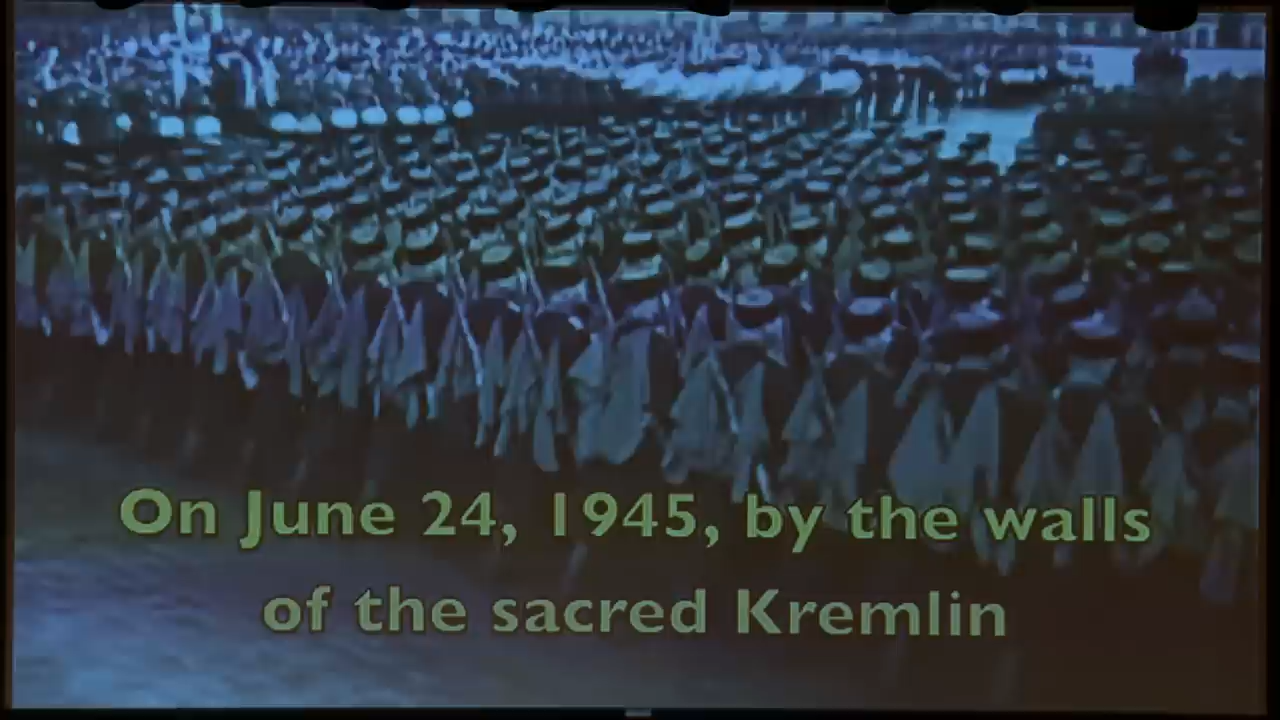 On June 24, 1945, by the walls
of the sacred Kremlin